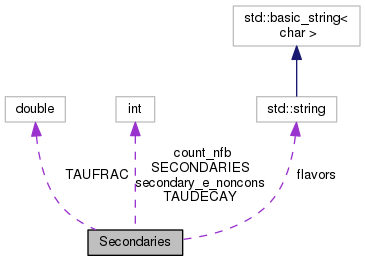 std::basic_string<
char >
double
int
std::string
TAUFRAC
count_nfb
SECONDARIES
secondary_e_noncons
TAUDECAY
flavors
Secondaries